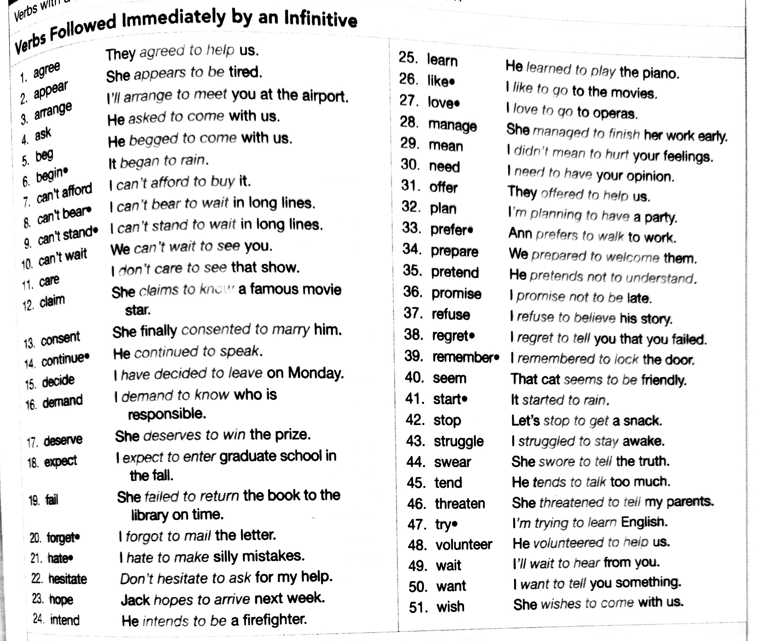 Verbs with a
Verbs Followed Immediately by an Infinitive
1. agree They agreed to help us.
2. appear She appears to be tired.
3. arrange I'll arrange to meet you at the airport.
4. ask He asked to come with us.
5. beg He begged to come with us.
6. begin• It began to rain.
7. can't afford I can't afford to buy it.
8. can't bear• I can't bear to wait in long lines.
9. can't stand• I can't stand to wait in long lines.
10. can't wait We can't wait to see you.
11. care I don't care to see that show.
12. claim She claims to know a famous movie
star.
13. consent She finally consented to marry him.
14. continue• He continued to speak.
15. decide I have decided to leave on Monday.
16. demand I demand to know who is
responsible.
17. deserve She deserves to win the prize.
18. expect I expect to enter graduate school in
the fall.
19. fail She failed to return the book to the
library on time.
20. forget• I forgot to mail the letter.
21. hate• I hate to make silly mistakes.
22. hesitate Don't hesitate to ask for my help.
23. hope Jack hopes to arrive next week.
24. intend He intends to be a firefighter.
25. learn He learned to play the piano.
26. like• I like to go to the movies.
27. love• I love to go to operas.
28. manage She managed to finish her work early.
29. mean I didn't mean to hurt your feelings.
30. need I need to have your opinion.
31. offer They offered to help us.
32. plan I'm planning to have a party.
33. prefer• Ann prefers to walk to work.
34. prepare We prepared to welcome them.
35. pretend He pretends not to understand.
36. promise I promise not to be late.
37. refuse I refuse to believe his story.
38. regret• I regret to tell you that you failed.
39. remember• I remembered to lock the door.
40. seem That cat seems to be friendly.
41. start• It started to rain.
42. stop Let's stop to get a snack.
43. struggle I struggled to stay awake.
44. swear She swore to tell the truth.
45. tend He tends to talk too much.
46. threaten She threatened to tell my parents.
47. try• I'm trying to learn English.
48. volunteer He volunteered to help us.
49. wait I'll wait to hear from you.
50. want I want to tell you something.
51. wish She wishes to come with us.